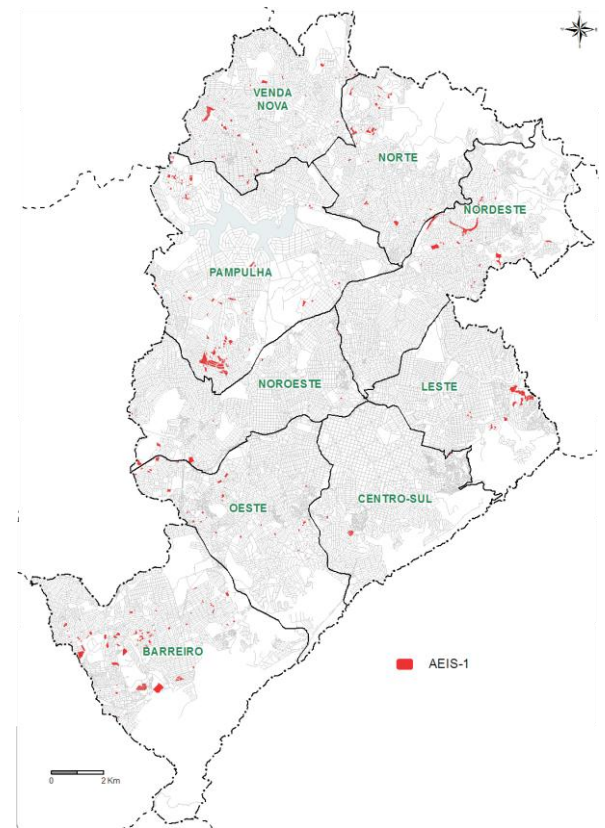 VENDA
NOVA
NORTE
NORDESTE
PAMPULHA
NOROESTE
LESTE
CENTRO-SUL
OESTE
AEIS-1
BARREIRO
0 2 Km